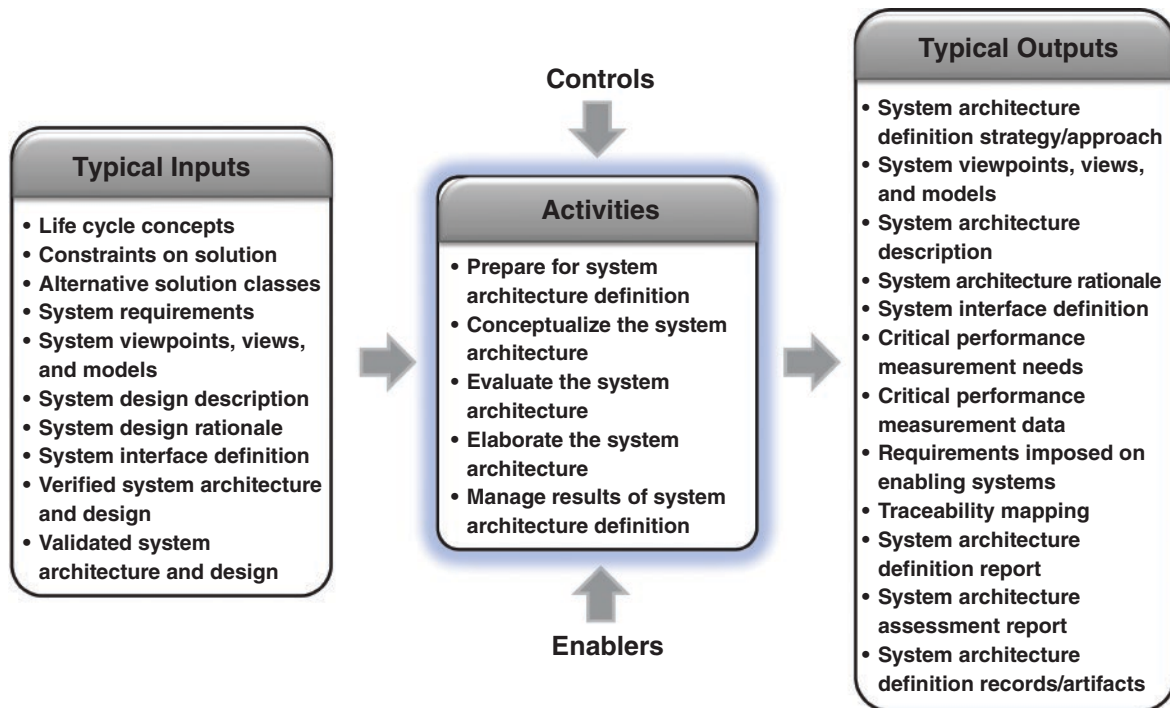 Typical Inputs
• Life cycle concepts
• Constraints on solution
• Alternative solution classes
• System requirements
• System viewpoints, views,
and models
• System design description
• System design rationale
• System interface definition
• Verified system architecture
and design
• Validated system
architecture and design
Controls
Activities
• Prepare for system
architecture definition
• Conceptualize the system
architecture
• Evaluate the system
architecture
• Elaborate the system
architecture
• Manage results of system
architecture definition
Enablers
Typical Outputs
• System architecture
definition strategy/approach
• System viewpoints, views,
and models
• System architecture
description
• System architecture rationale
• System interface definition
• Critical performance
measurement needs
• Critical performance
measurement data
• Requirements imposed on
enabling systems
• Traceability mapping
• System architecture
definition report
• System architecture
assessment report
• System architecture
definition records/artifacts